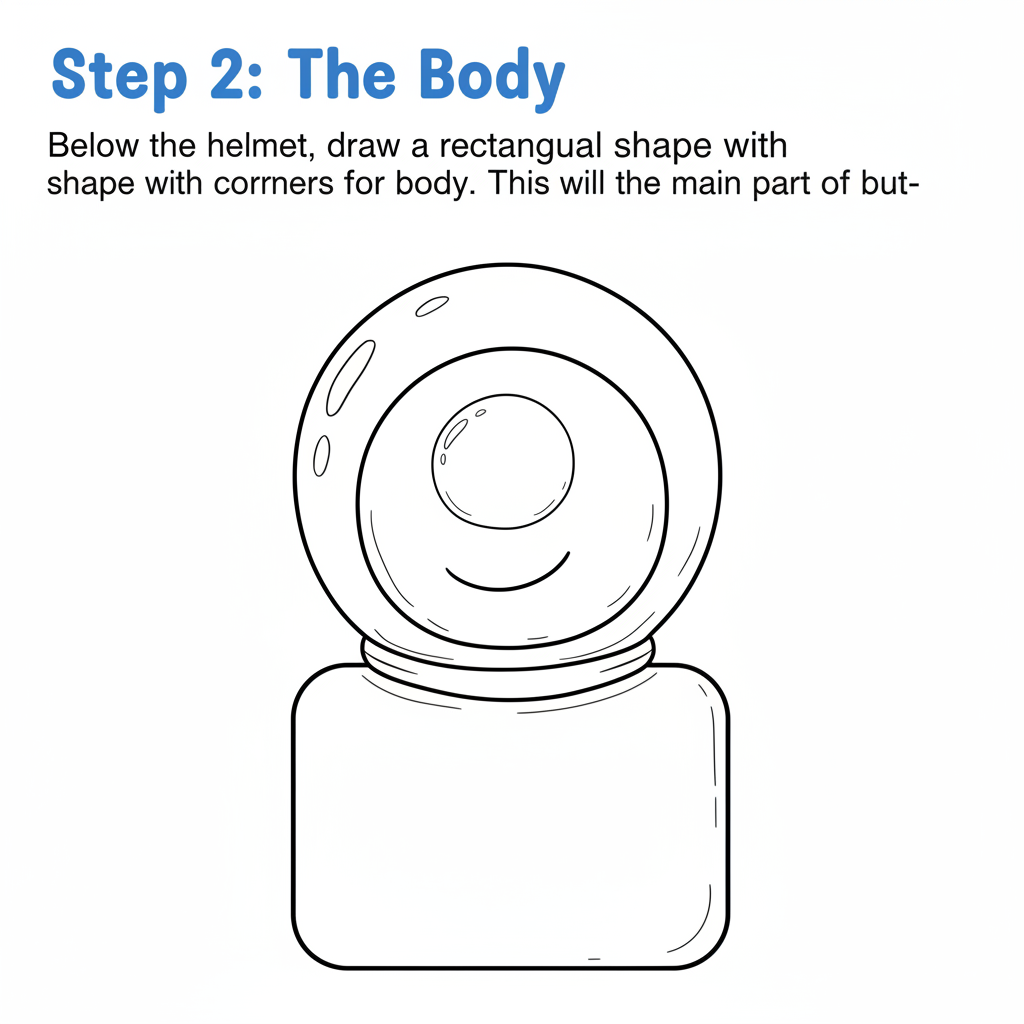 Step 2: The Body
Below the helmet, draw a rectangual shape with
shape with corrners for body. This will the main part of but-